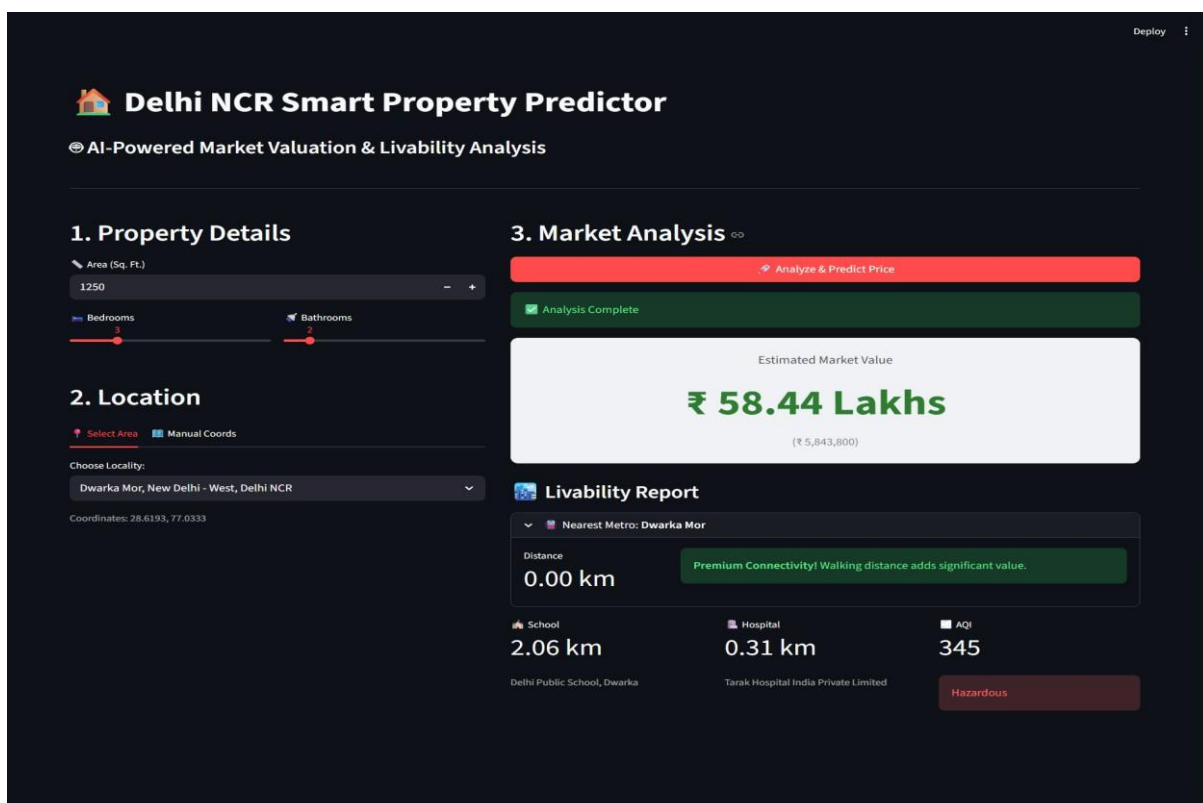 Deploy
Delhi NCR Smart Property Predictor
AI-Powered Market Valuation & Livability Analysis
1. Property Details
Area (Sq. Ft.)
1250
Bedrooms
3
Bathrooms
2
2. Location
Select Area
Manual Coords
Choose Locality:
Dwarka Mor, New Delhi - West, Delhi NCR
Coordinates: 28.6193, 77.0333
3. Market Analysis
Analyze & Predict Price
Analysis Complete
Estimated Market Value
₹ 58.44 Lakhs
(₹ 5,843,800)
Livability Report
Nearest Metro: Dwarka Mor
Distance
0.00 km
Premium Connectivity! Walking distance adds significant value.
School
2.06 km
Delhi Public School, Dwarka
Hospital
0.31 km
Tarak Hospital India Private Limited
AQI
345
Hazardous